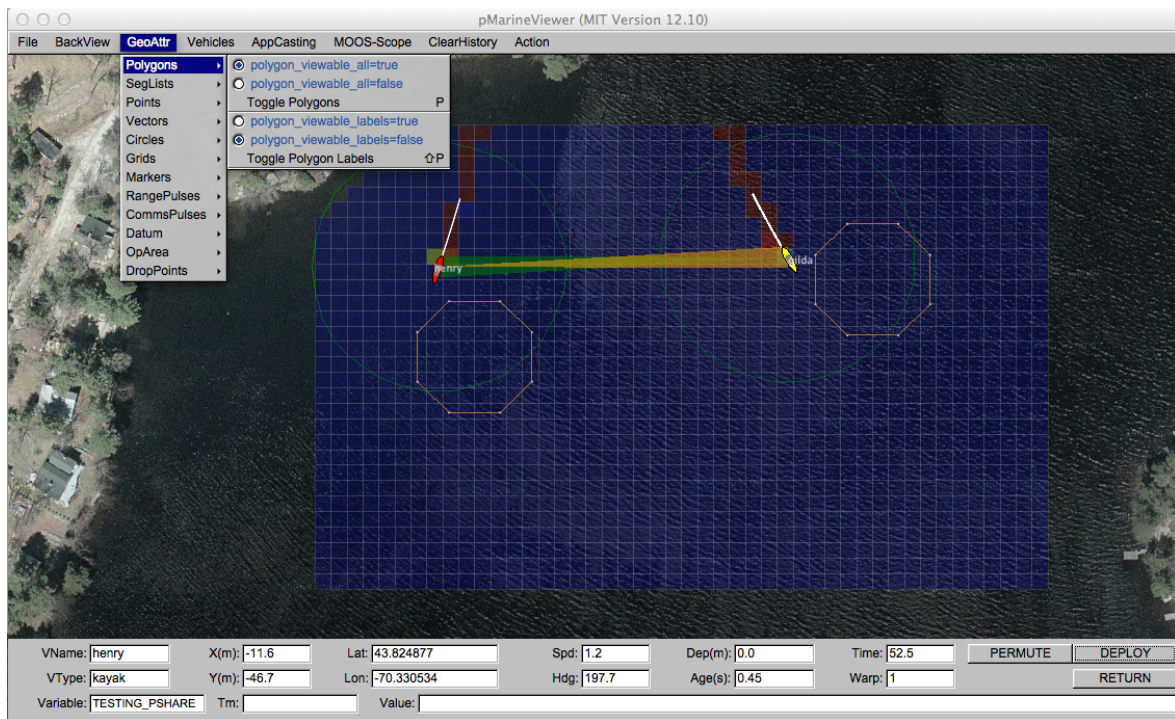 pMarineViewer (MIT Version 12.10)
File BackView GeoAttr Vehicles AppCasting MOOS-Scope ClearHistory Action
Polygons
SegLists
Points
Vectors
Circles
Grids
Markers
RangePulses
CommsPulses
Datum
OpArea
DropPoints
polygon_viewable_all=true
polygon_viewable_all=false
Toggle Polygons P
polygon_viewable_labels=true
polygon_viewable_labels=false
Toggle Polygon Labels ⇧P
henry
gilda
VName: henry X(m): -11.6 Lat: 43.824877 Spd: 1.2 Dep(m): 0.0 Time: 52.5 PERMUTE DEPLOY
VType: kayak Y(m): -46.7 Lon: -70.330534 Hdg: 197.7 Age(s): 0.45 Warp: 1 RETURN
Variable: TESTING_PSHARE Tm: Value: